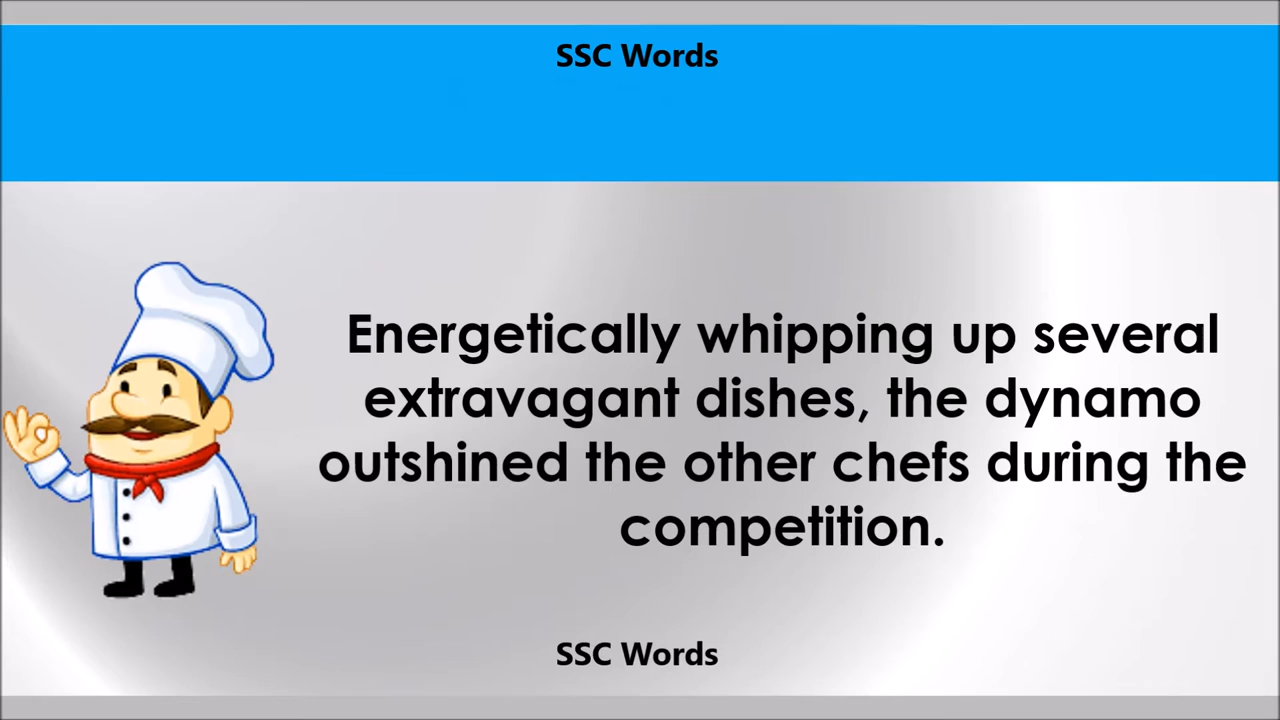 SSC Words
Energetically whipping up several
extravagant dishes, the dynamo
outshined the other chefs during the
competition.
SSC Words